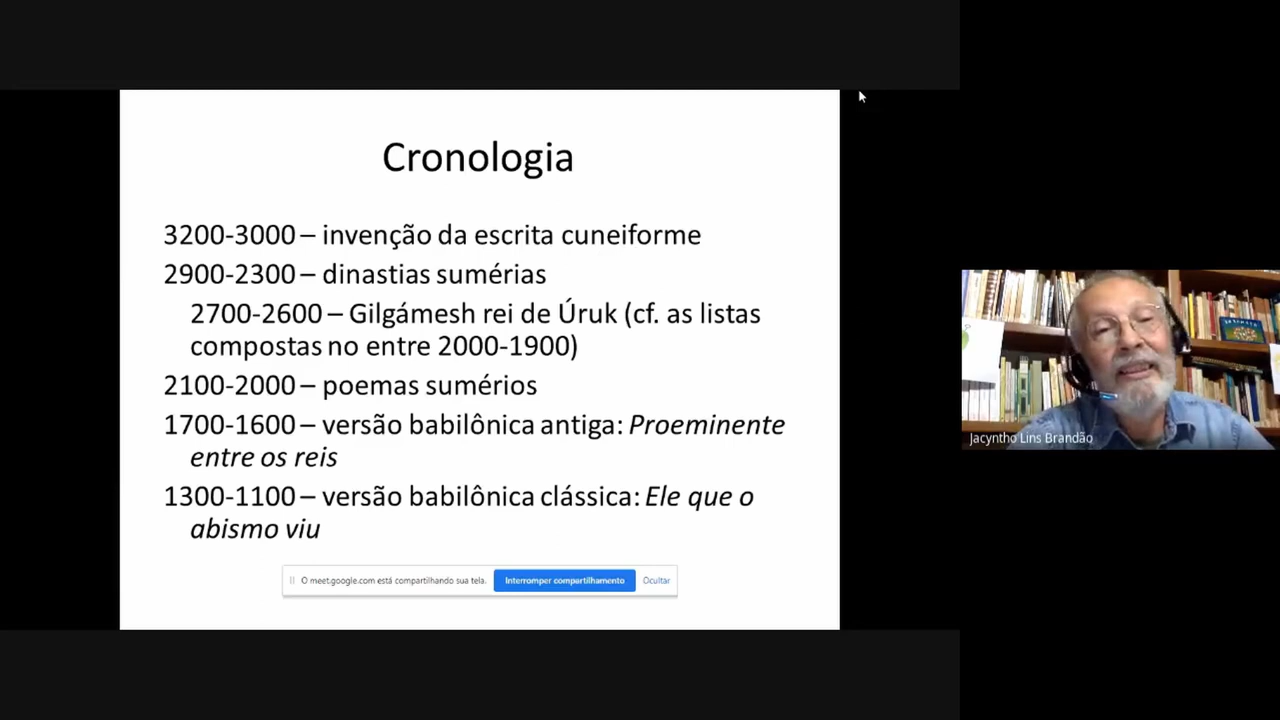 Cronologia
3200-3000 – invenção da escrita cuneiforme
2900-2300 – dinastias sumérias
2700-2600 – Gilgámesh rei de Úruk (cf. as listas
compostas no entre 2000-1900)
2100-2000 – poemas sumérios
1700-1600 – versão babilônica antiga: Proeminente
entre os reis
1300-1100 – versão babilônica clássica: Ele que o
abismo viu
O meet.google.com está compartilhando sua tela. Interromper compartilhamento Ocultar
Jacyntho Lins Brandão